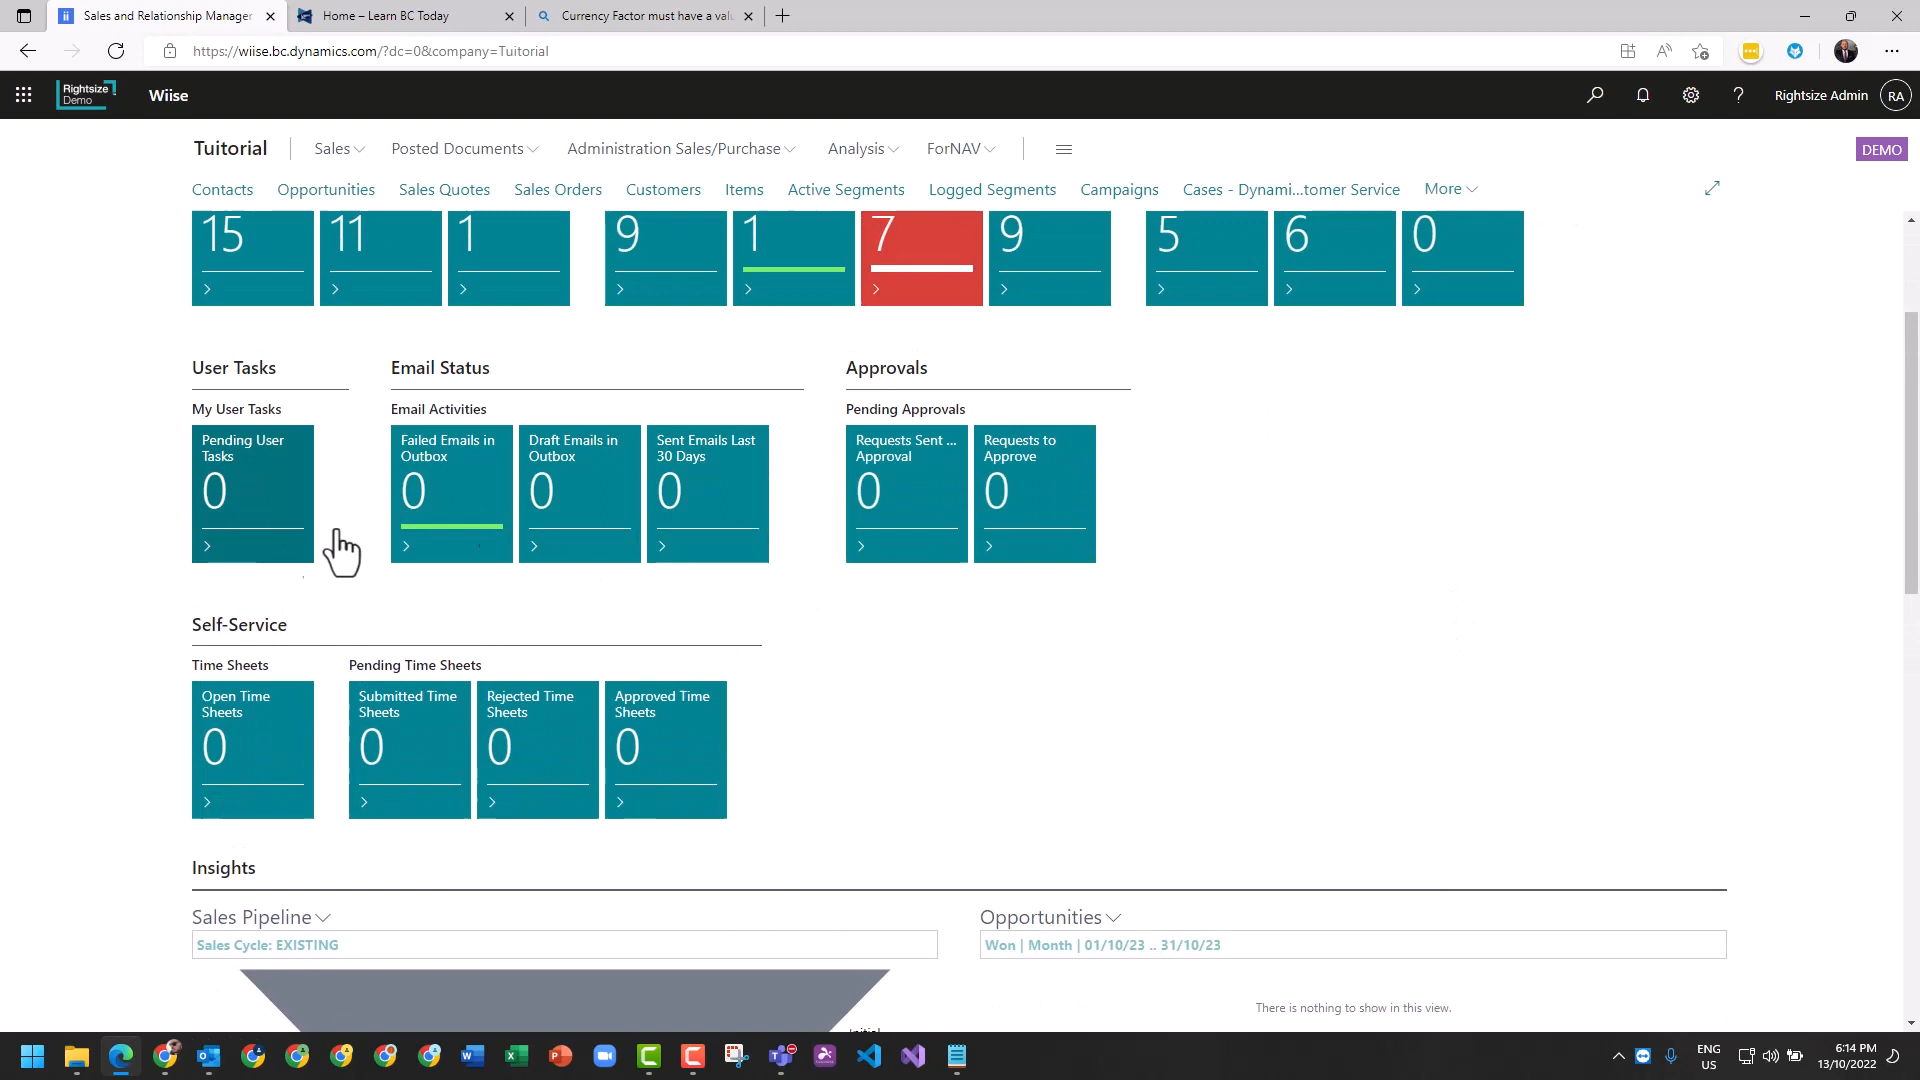 Sales and Relationship Manager
Home – Learn BC Today
Currency Factor must have a valu
https://wiise.bc.dynamics.com/?dc=0&company=Tuitorial
Rightsize
Demo
Wiise
Rightsize Admin
RA
Tuitorial
Sales
Posted Documents
Administration Sales/Purchase
Analysis
ForNAV
DEMO
Contacts
Opportunities
Sales Quotes
Sales Orders
Customers
Items
Active Segments
Logged Segments
Campaigns
Cases - Dynami...tomer Service
More
15
11
1
9
1
7
9
5
6
0
User Tasks
Email Status
Approvals
My User Tasks
Email Activities
Pending Approvals
Pending User
Tasks
0
Failed Emails in
Outbox
0
Draft Emails in
Outbox
0
Sent Emails Last
30 Days
0
Requests Sent ...
Approval
0
Requests to
Approve
0
Self-Service
Time Sheets
Pending Time Sheets
Open Time
Sheets
0
Submitted Time
Sheets
0
Rejected Time
Sheets
0
Approved Time
Sheets
0
Insights
Sales Pipeline
Opportunities
Sales Cycle: EXISTING
Won | Month | 01/10/23 .. 31/10/23
There is nothing to show in this view.
Initial
ENG
US
6:14 PM
13/10/2022